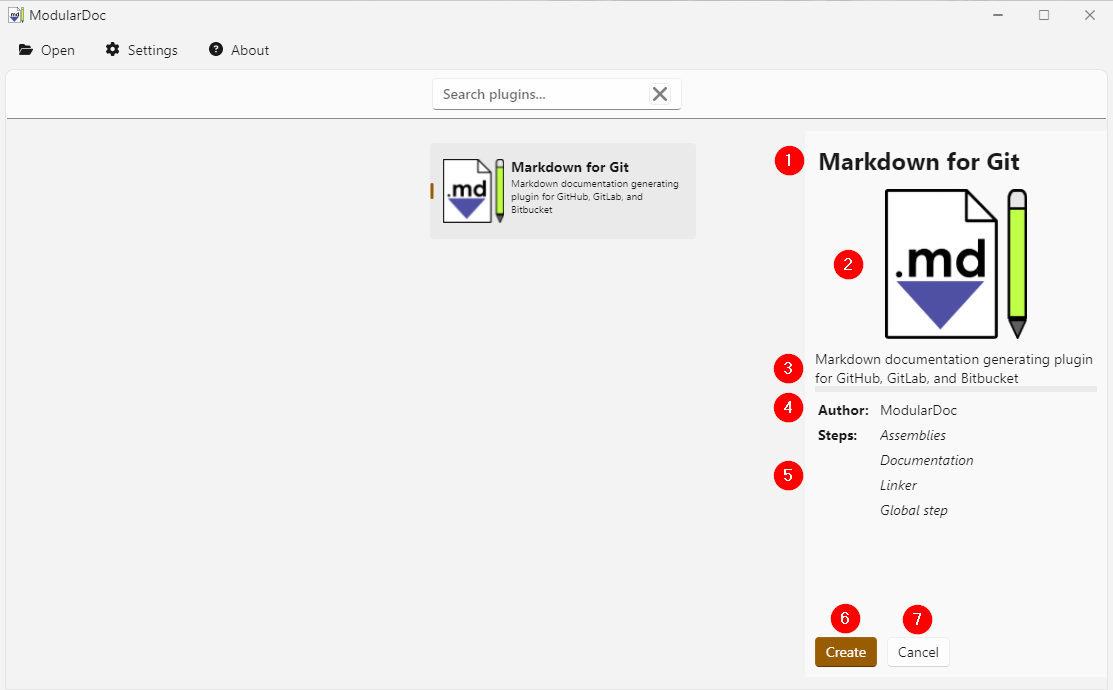 ModularDoc
Open Settings About
Search plugins...
.md
Markdown for Git
Markdown documentation generating
plugin for GitHub, GitLab, and
Bitbucket
1 Markdown for Git
2 .md
3 Markdown documentation generating plugin
for GitHub, GitLab, and Bitbucket
4 Author: ModularDoc
Steps: Assemblies
Documentation
5 Linker
Global step
6 7
Create Cancel